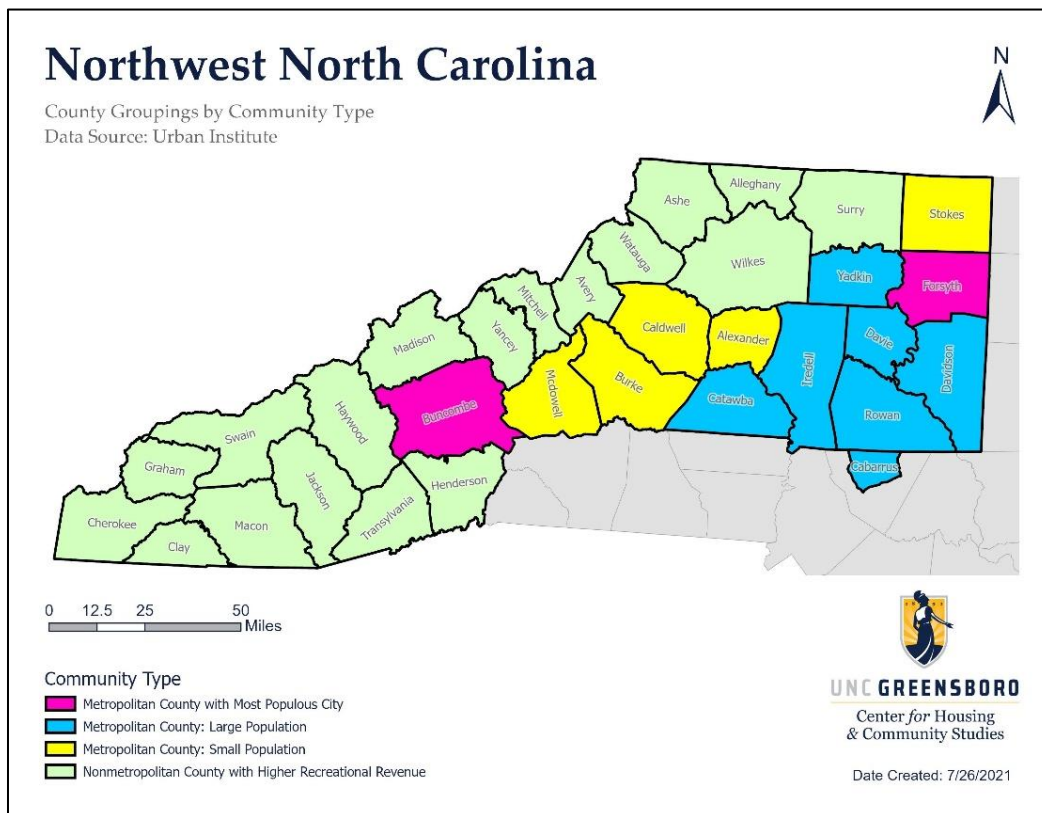 Northwest North Carolina
N
County Groupings by Community Type
Data Source: Urban Institute
Ashe
Alleghany
Surry
Stokes
Watauga
Wilkes
Yadkin
Forsyth
Avery
Mitchell
Yancey
Madison
Caldwell
Alexander
Iredell
Davie
Davidson
Buncombe
Mcdowell
Burke
Catawba
Rowan
Haywood
Swain
Graham
Jackson
Transylvania
Henderson
Cabarrus
Cherokee
Macon
Clay
0 12.5 25 50
Miles
Community Type
Metropolitan County with Most Populous City
Metropolitan County: Large Population
Metropolitan County: Small Population
Nonmetropolitan County with Higher Recreational Revenue
UNC GREENSBORO
Center for Housing
& Community Studies
Date Created: 7/26/2021